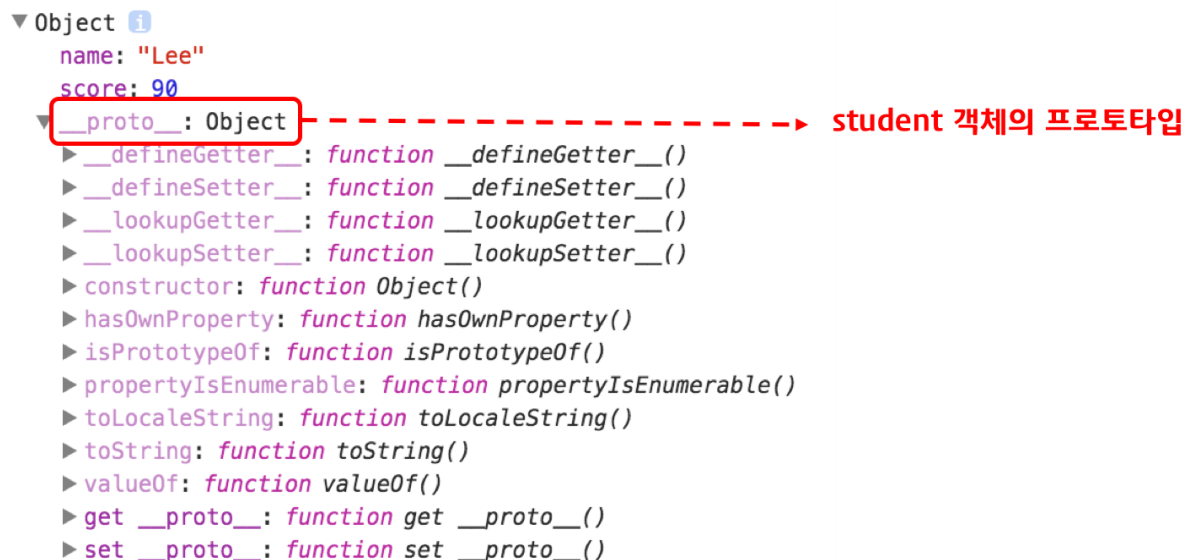 Object i
name: "Lee"
score: 90
__proto__: Object student 객체의 프로토타입
__defineGetter__: function __defineGetter__()
__defineSetter__: function __defineSetter__()
__lookupGetter__: function __lookupGetter__()
__lookupSetter__: function __lookupSetter__()
constructor: function Object()
hasOwnProperty: function hasOwnProperty()
isPrototypeOf: function isPrototypeOf()
propertyIsEnumerable: function propertyIsEnumerable()
toLocaleString: function toLocaleString()
toString: function toString()
valueOf: function valueOf()
get __proto__: function get __proto__()
set __proto__: function set __proto__()